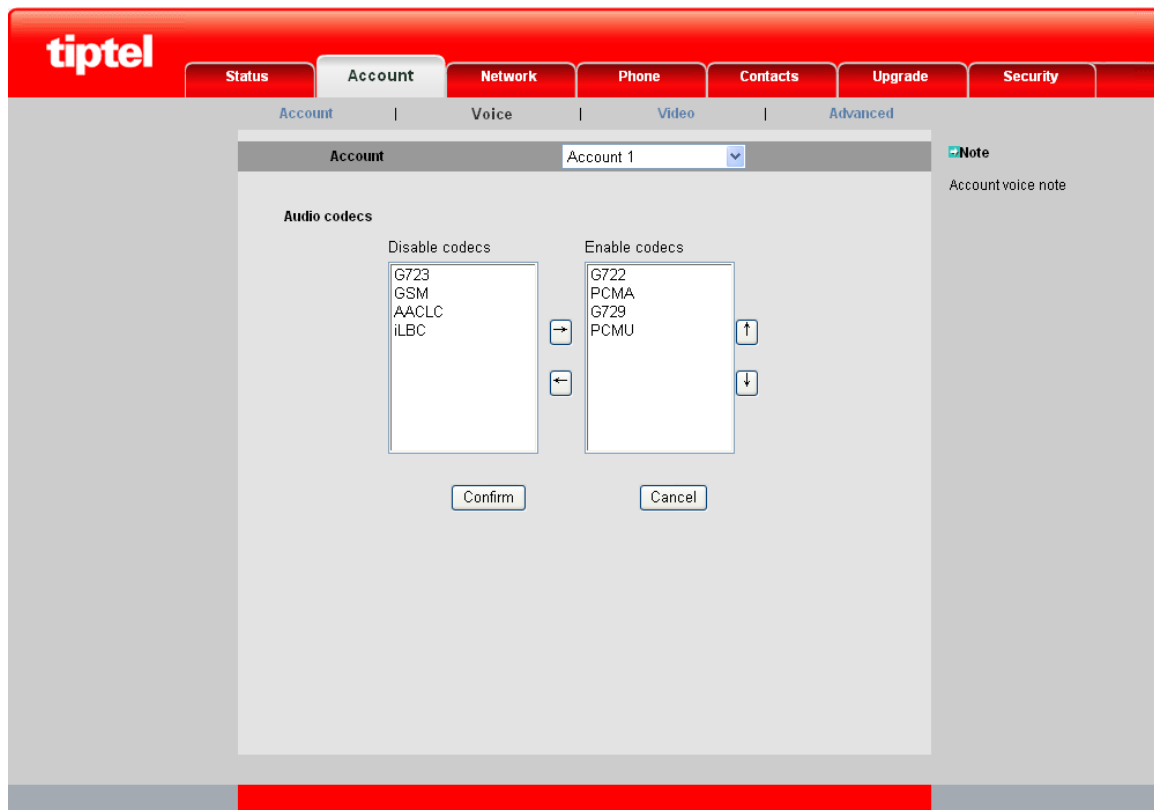 tiptel
Status Account Network Phone Contacts Upgrade Security
Account | Voice | Video | Advanced
Account Account 1
Note
Account voice note
Audio codecs
Disable codecs Enable codecs
G723 G722
GSM PCMA
AACLC G729
iLBC PCMU
→ ↑
← ↓
Confirm Cancel